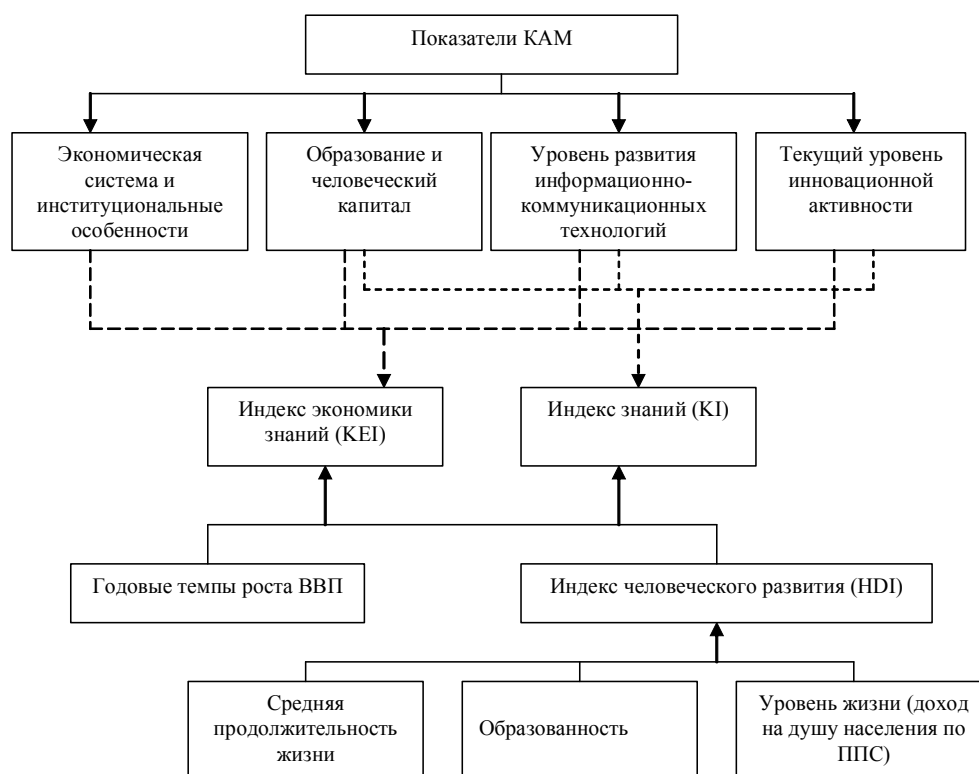 Показатели КАМ
Экономическая
система и
институциональные
особенности
Образование и
человеческий
капитал
Уровень развития
информационно-
коммуникационных
технологий
Текущий уровень
инновационной
активности
Индекс экономики
знаний (KEI)
Индекс знаний (KI)
Годовые темпы роста ВВП
Индекс человеческого развития (HDI)
Средняя
продолжительность
жизни
Образованность
Уровень жизни (доход
на душу населения по
ППС)